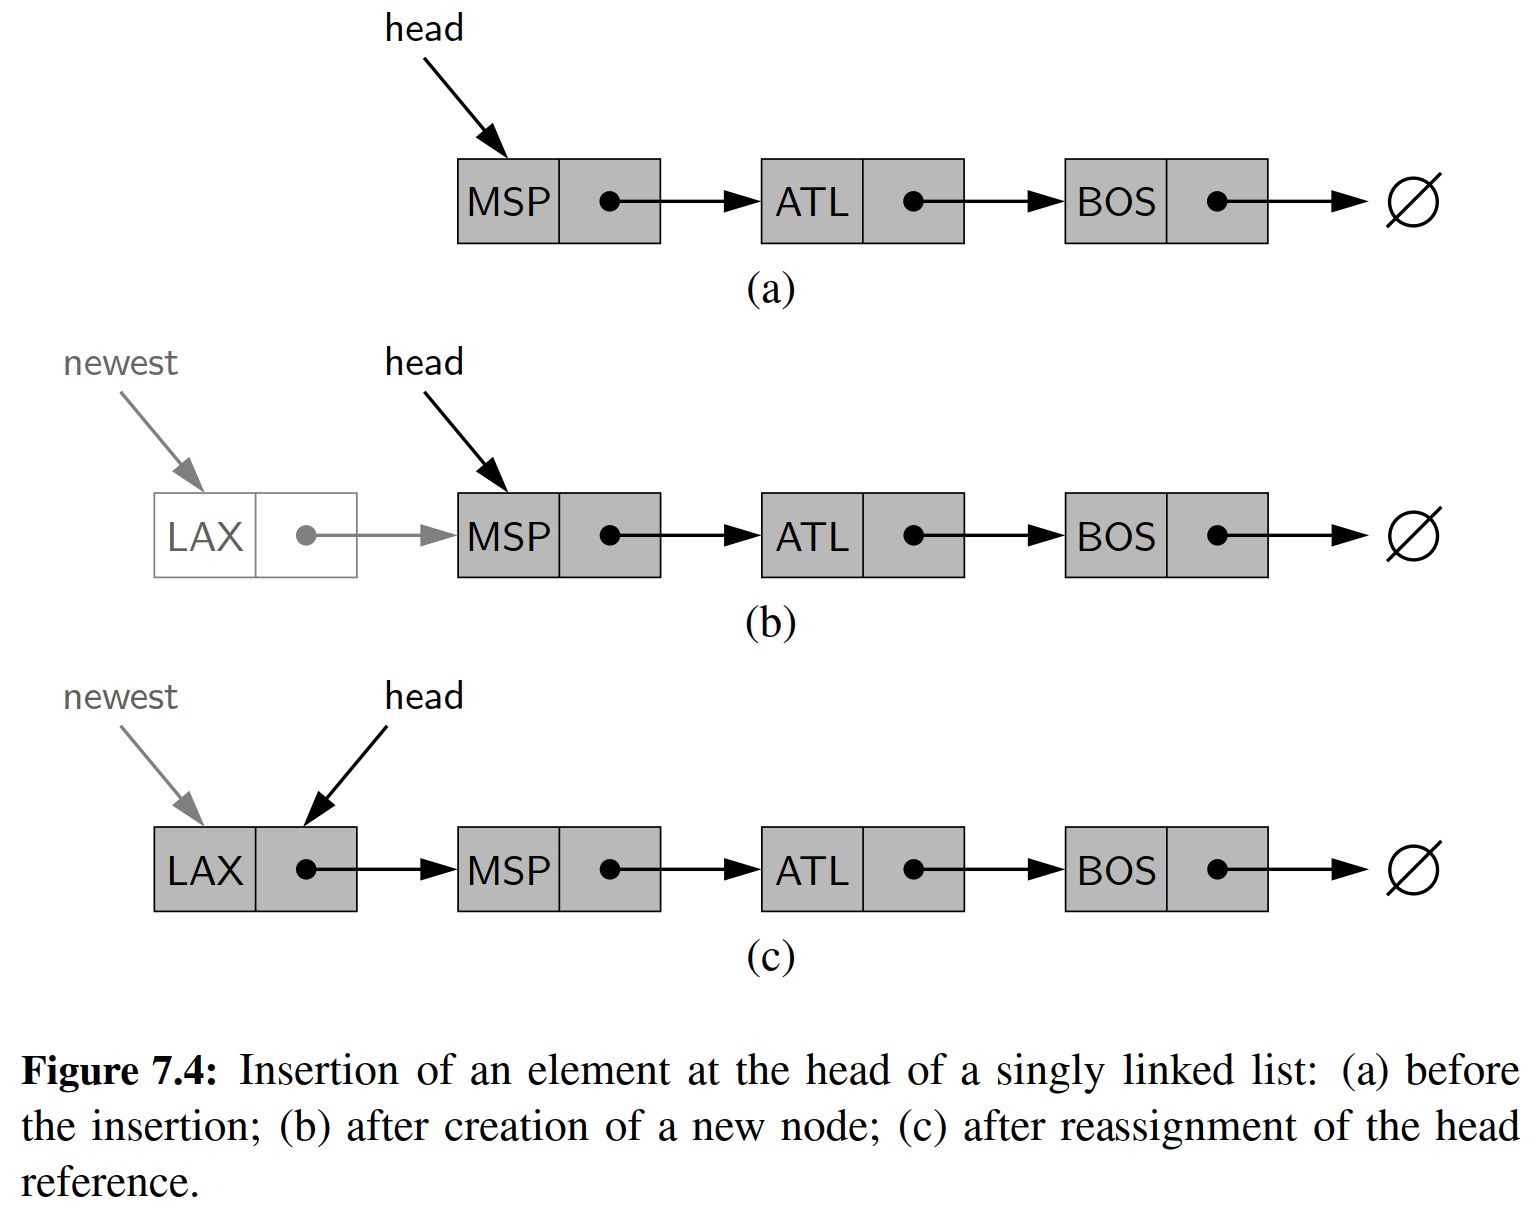 head
MSP ATL BOS ∅
(a)
newest head
LAX MSP ATL BOS ∅
(b)
newest head
LAX MSP ATL BOS ∅
(c)
Figure 7.4: Insertion of an element at the head of a singly linked list: (a) before
the insertion; (b) after creation of a new node; (c) after reassignment of the head
reference.